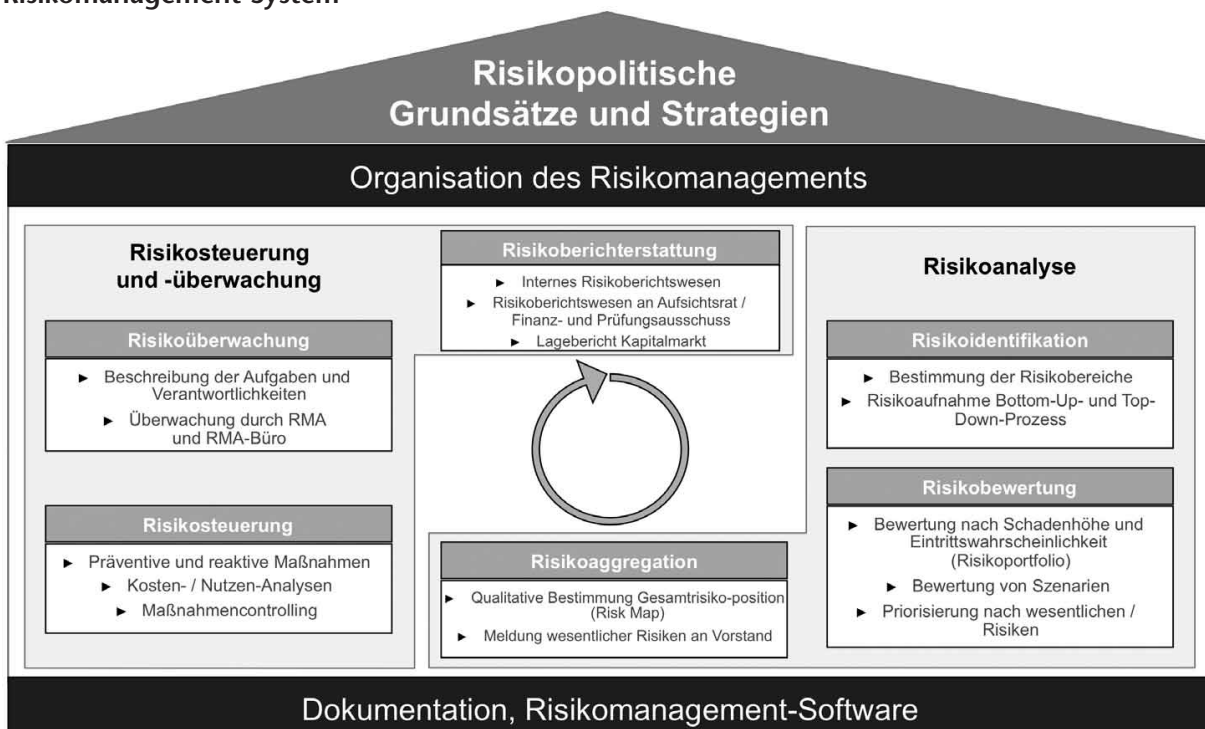 Risikomanagement-System
Risikopolitische
Grundsätze und Strategien
Organisation des Risikomanagements
Risikosteuerung
und -überwachung
Risikoüberwachung
► Beschreibung der Aufgaben und
Verantwortlichkeiten
► Überwachung durch RMA
und RMA-Büro
Risikosteuerung
► Präventive und reaktive Maßnahmen
► Kosten- / Nutzen-Analysen
► Maßnahmencontrolling
Risikoberichterstattung
► Internes Risikoberichtswesen
► Risikoberichtswesen an Aufsichtsrat /
Finanz- und Prüfungsausschuss
► Lagebericht Kapitalmarkt
Risikoaggregation
► Qualitative Bestimmung Gesamtrisiko-position
(Risk Map)
► Meldung wesentlicher Risiken an Vorstand
Risikoanalyse
Risikoidentifikation
► Bestimmung der Risikobereiche
► Risikoaufnahme Bottom-Up- und Top-
Down-Prozess
Risikobewertung
► Bewertung nach Schadenhöhe und
Eintrittswahrscheinlichkeit
(Risikoportfolio)
► Bewertung von Szenarien
► Priorisierung nach wesentlichen /
Risiken
Dokumentation, Risikomanagement-Software